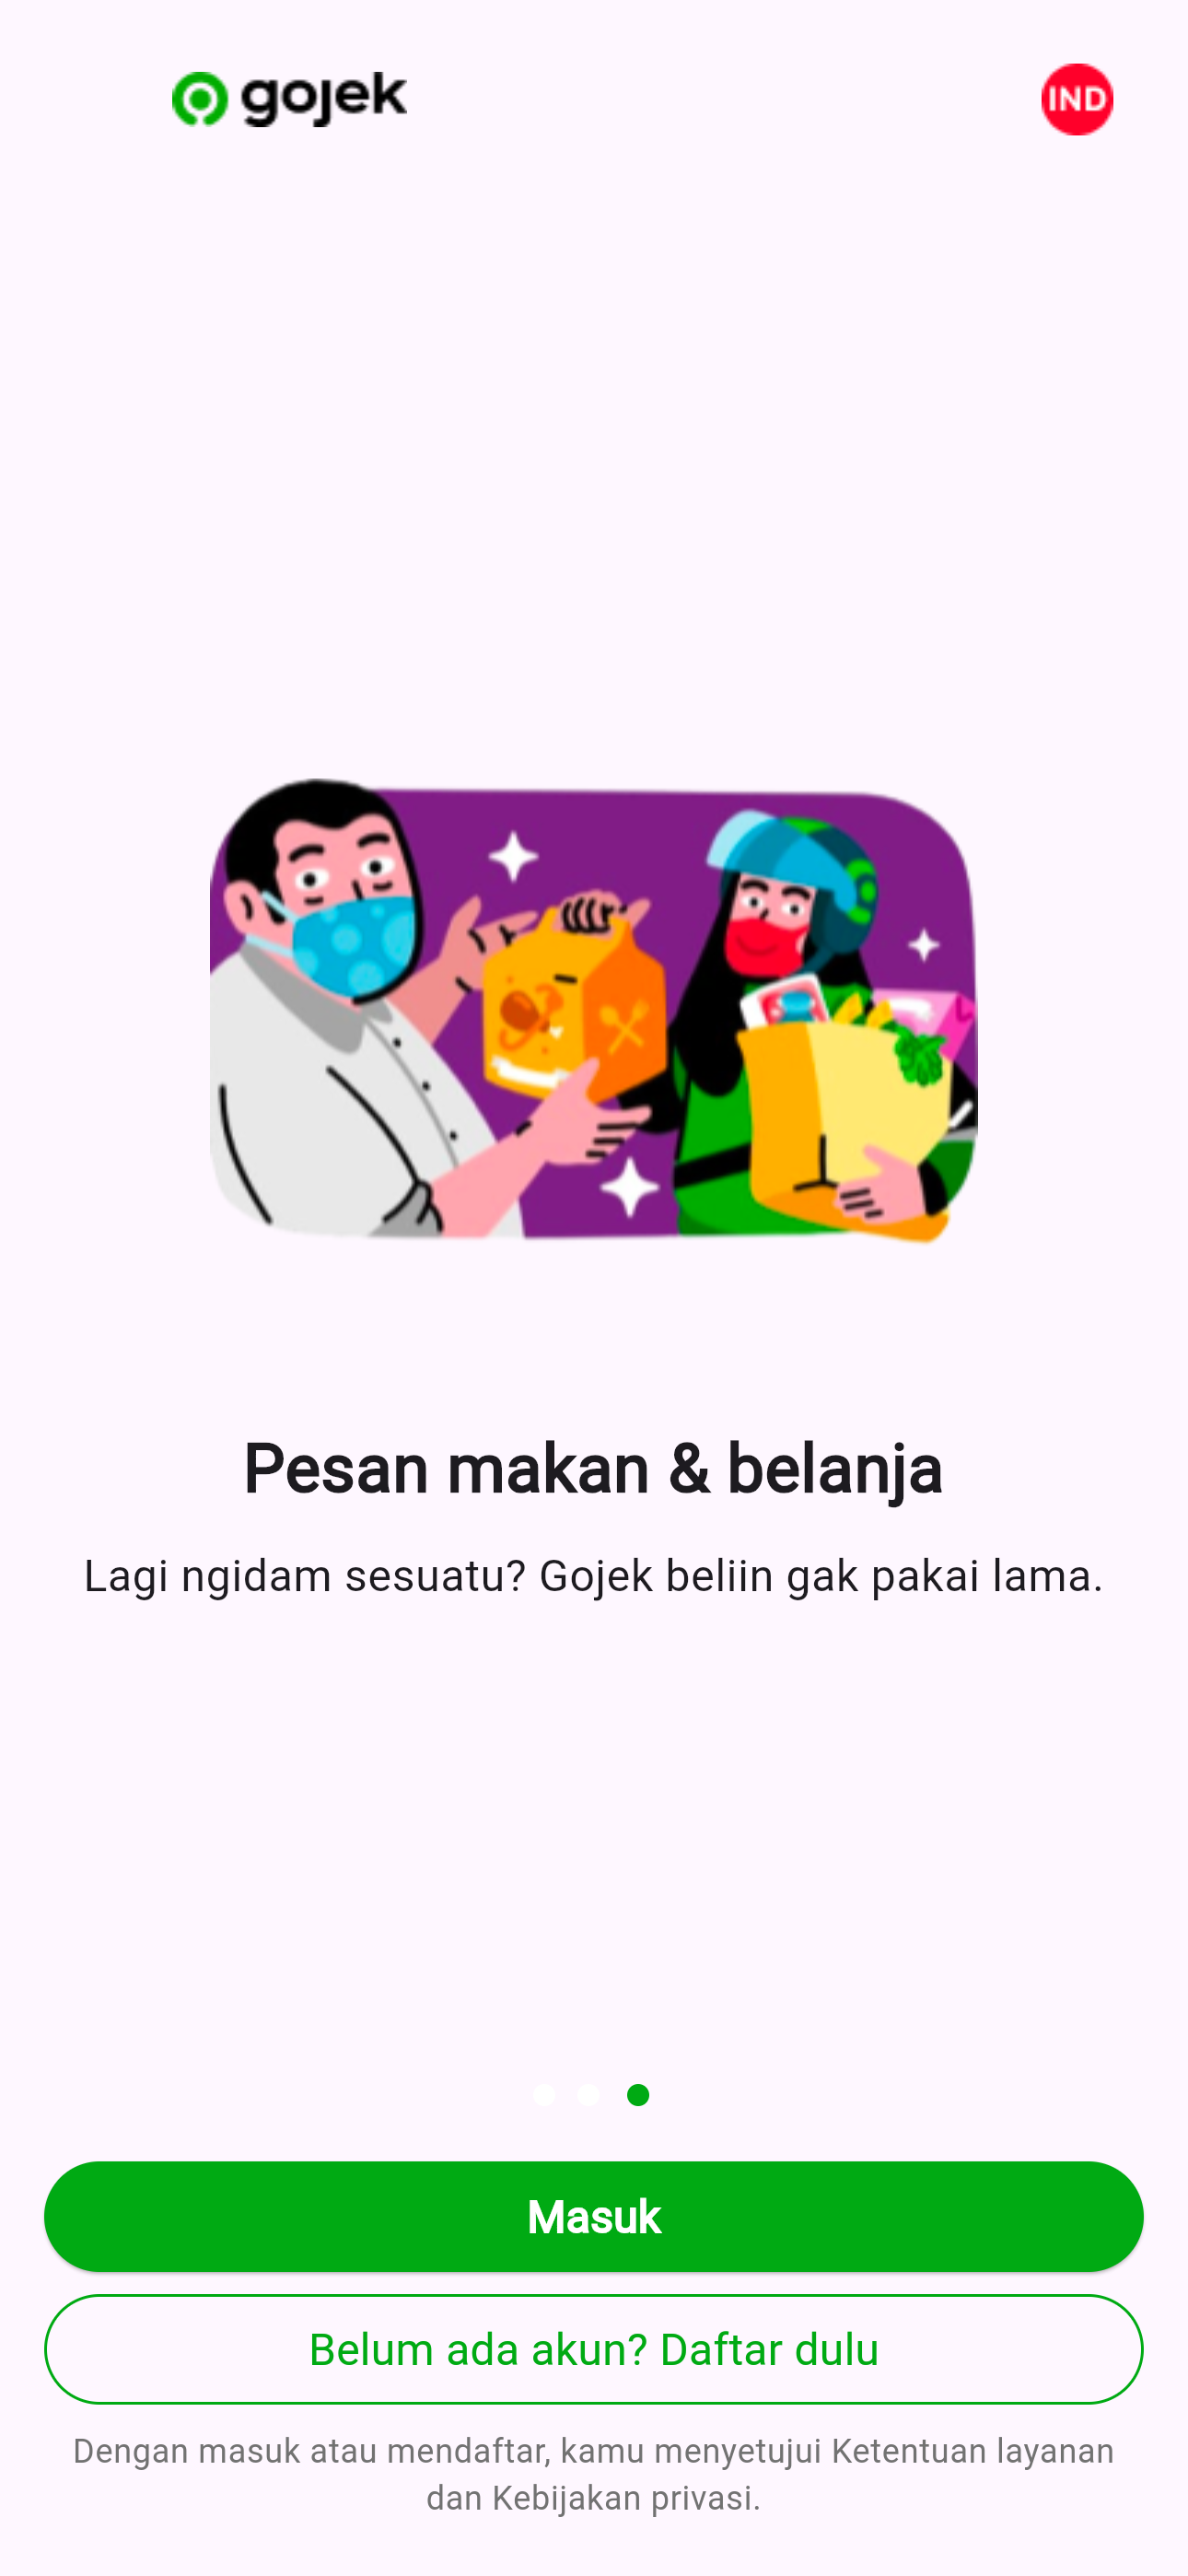 gojek
IND
Pesan makan & belanja
Lagi ngidam sesuatu? Gojek beliin gak pakai lama.
Masuk
Belum ada akun? Daftar dulu
Dengan masuk atau mendaftar, kamu menyetujui Ketentuan layanan
dan Kebijakan privasi.